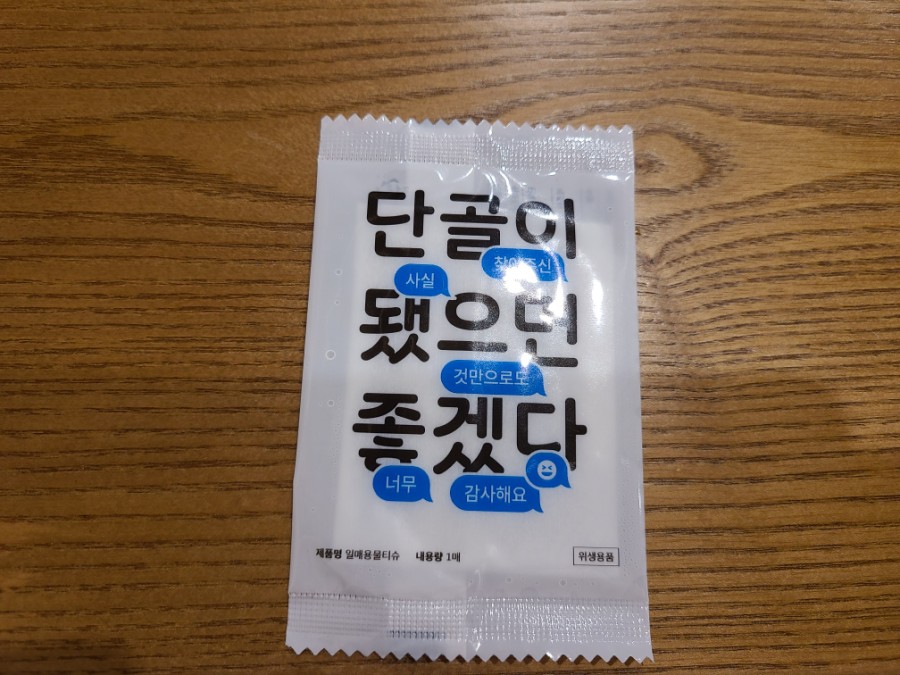 단골이
사실 찾아주신
됐으면
것만으로도
좋겠다
너무 감사해요
제품명 일매용물티슈 내용량 1매 위생용품